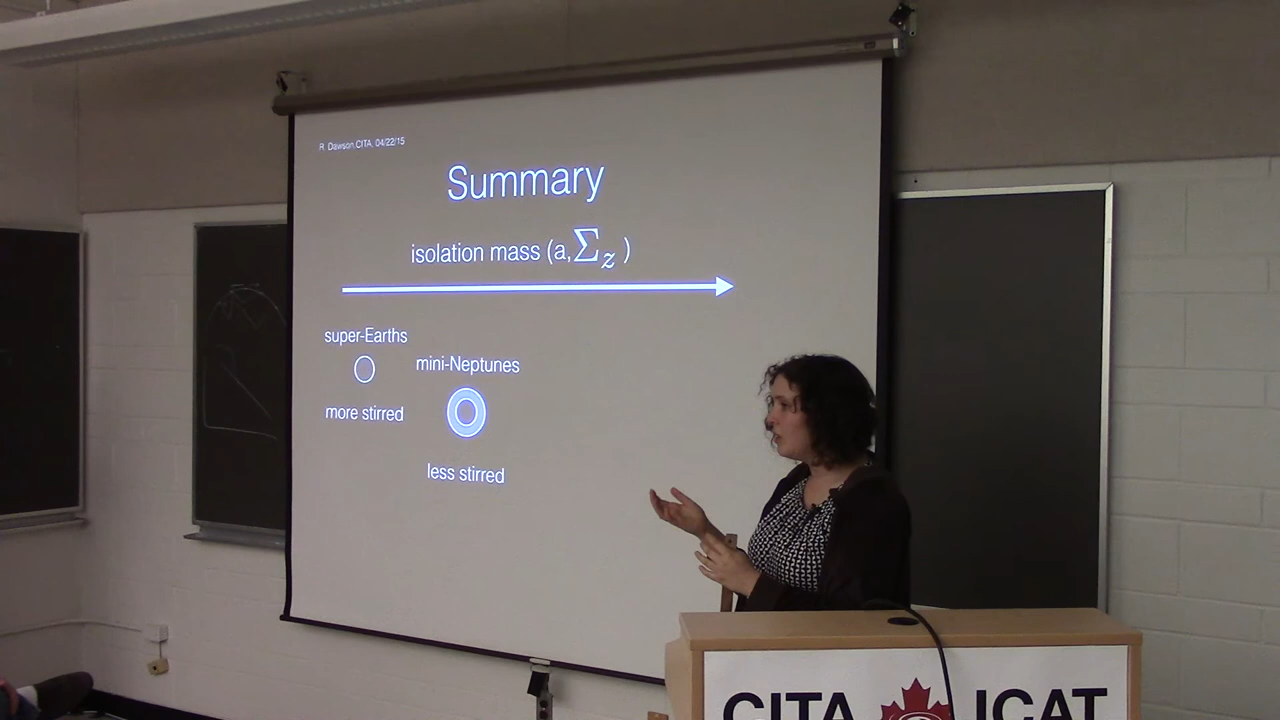 R. Dawson,CITA, 04/22/15
Summary
isolation mass (a,Σz )
super-Earths
mini-Neptunes
more stirred
less stirred
CITA ICAT